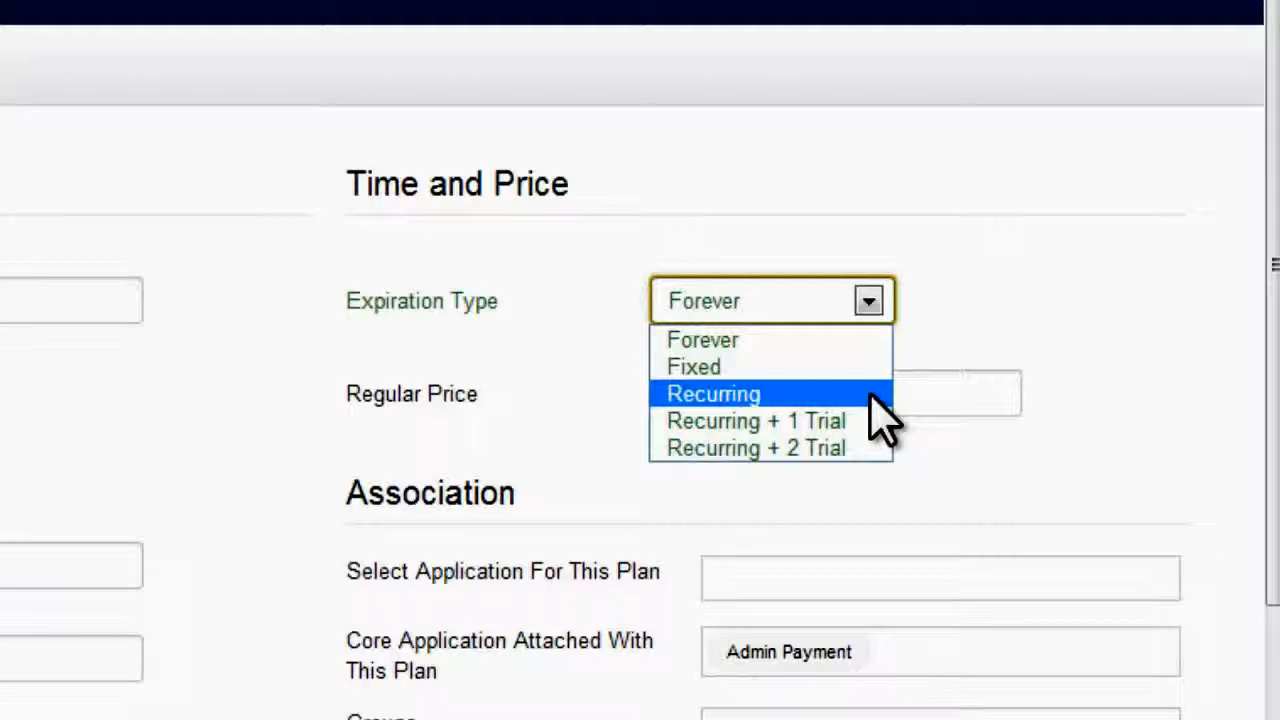 Time and Price
Expiration Type
Forever
Forever
Fixed
Recurring
Recurring + 1 Trial
Recurring + 2 Trial
Regular Price
Association
Select Application For This Plan
Core Application Attached With
This Plan
Admin Payment